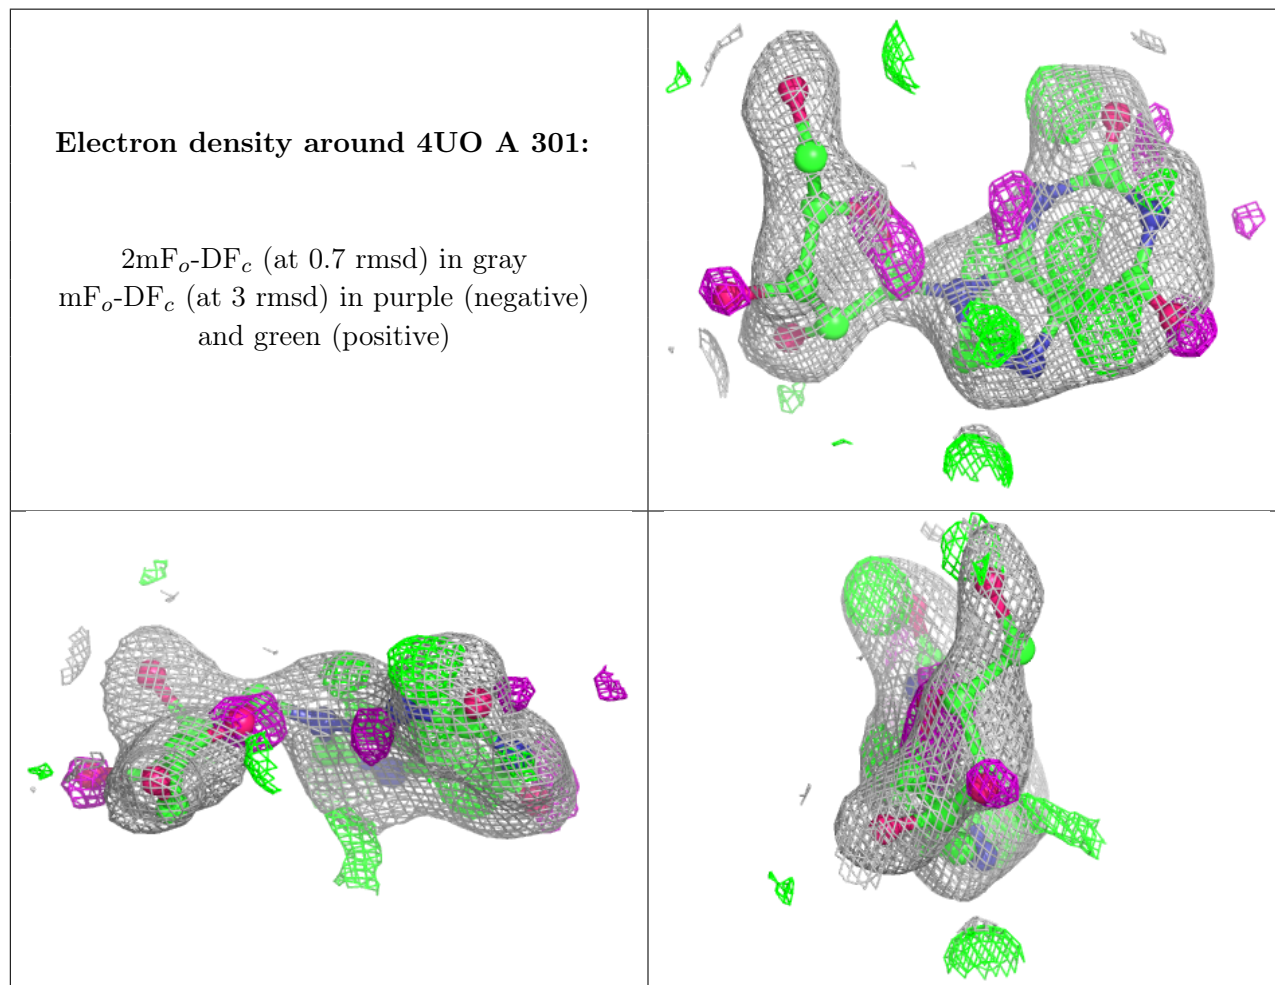 Electron density around 4UO A 301:
2mFₒ-DF𝒸 (at 0.7 rmsd) in gray
mFₒ-DF𝒸 (at 3 rmsd) in purple (negative)
and green (positive)